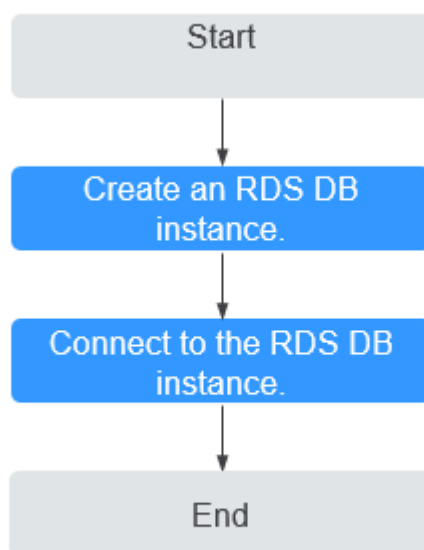 Start
Create an RDS DB
instance.
Connect to the RDS DB
instance.
End